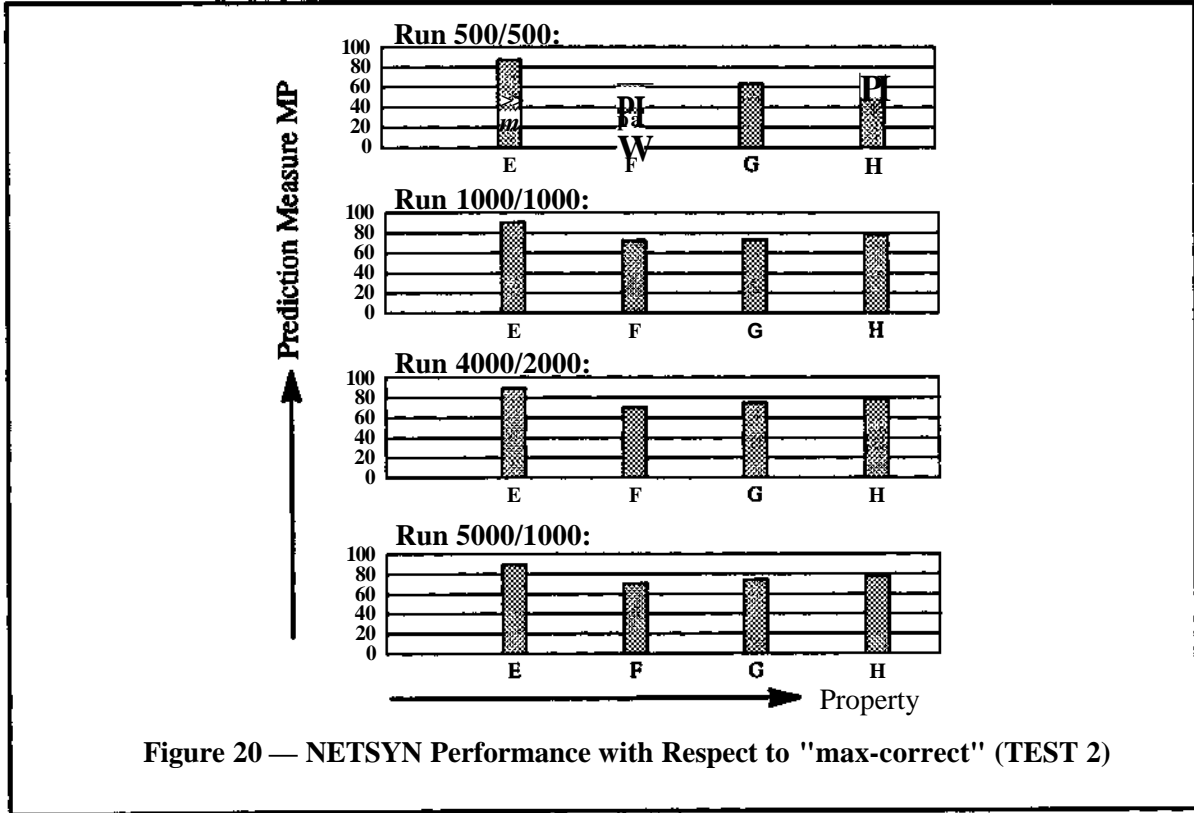 Prediction Measure MP
Run 500/500:
100
80
60
40
20
0
E
F
G
H
Run 1000/1000:
100
80
60
40
20
0
E
F
G
H
Run 4000/2000:
100
80
60
40
20
0
E
F
G
H
Run 5000/1000:
100
80
60
40
20
0
E
F
G
H
Property
Figure 20 — NETSYN Performance with Respect to "max-correct" (TEST 2)